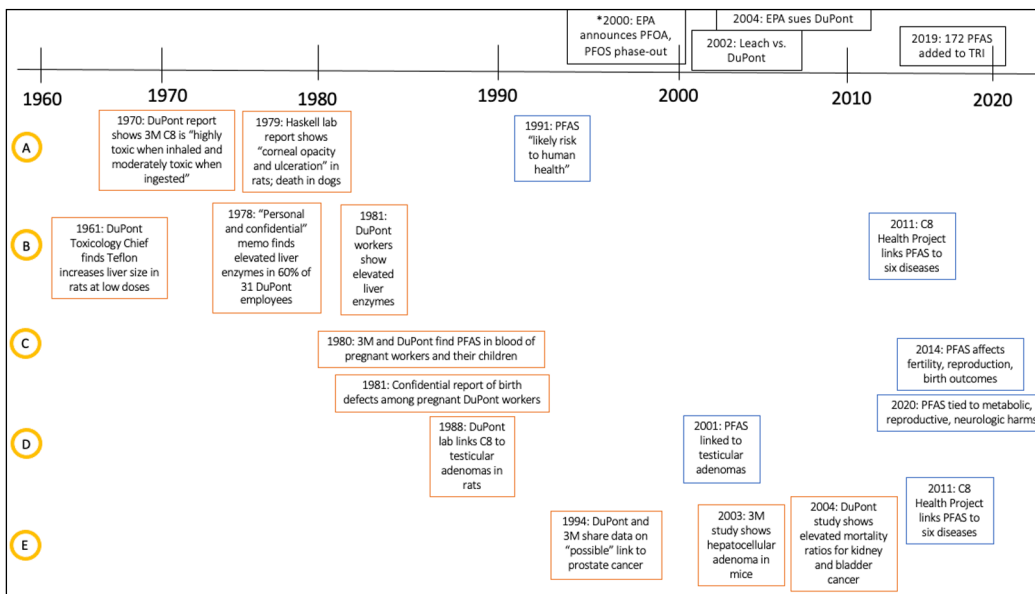 *2000: EPA
announces PFOA,
PFOS phase-out
2004: EPA sues DuPont
2002: Leach vs.
DuPont
2019: 172 PFAS
added to TRI
1960
1970
1980
1990
2000
2010
2020
A
1970: DuPont report
shows 3M C8 is “highly
toxic when inhaled and
moderately toxic when
ingested”
1979: Haskell lab
report shows
“corneal opacity
and ulceration” in
rats; death in dogs
1991: PFAS
“likely risk
to human
health”
B
1961: DuPont
Toxicology Chief
finds Teflon
increases liver size in
rats at low doses
1978: “Personal
and confidential”
memo finds
elevated liver
enzymes in 60% of
31 DuPont
employees
1981:
DuPont
workers
show
elevated
liver
enzymes
2011: C8
Health Project
links PFAS to
six diseases
C
1980: 3M and DuPont find PFAS in blood of
pregnant workers and their children
1981: Confidential report of birth
defects among pregnant DuPont workers
2014: PFAS affects
fertility, reproduction,
birth outcomes
2020: PFAS tied to metabolic,
reproductive, neurologic harms
D
1988: DuPont
lab links C8 to
testicular
adenomas in
rats
2001: PFAS
linked to
testicular
adenomas
E
1994: DuPont and
3M share data on
“possible” link to
prostate cancer
2003: 3M
study shows
hepatocellular
adenoma in
mice
2004: DuPont
study shows
elevated mortality
ratios for kidney
and bladder
cancer
2011: C8
Health Project
links PFAS to
six diseases